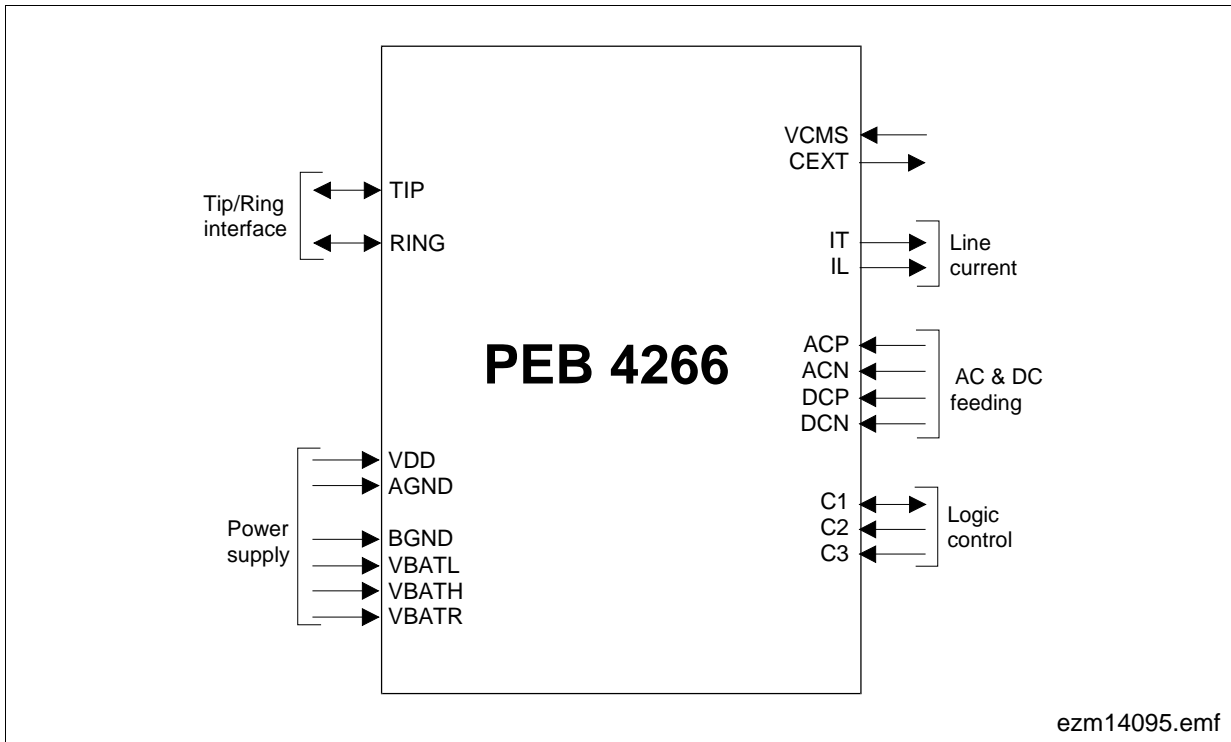 VCMS
CEXT
Tip/Ring
interface
TIP
RING
IT
IL
Line
current
PEB 4266
ACP
ACN
DCP
DCN
AC & DC
feeding
Power
supply
VDD
AGND
BGND
VBATL
VBATH
VBATR
C1
C2
C3
Logic
control
ezm14095.emf